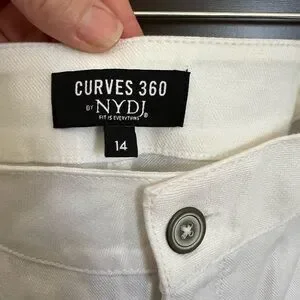 CURVES 360
BY NYDJ®
FIT IS EVERYTHING
14